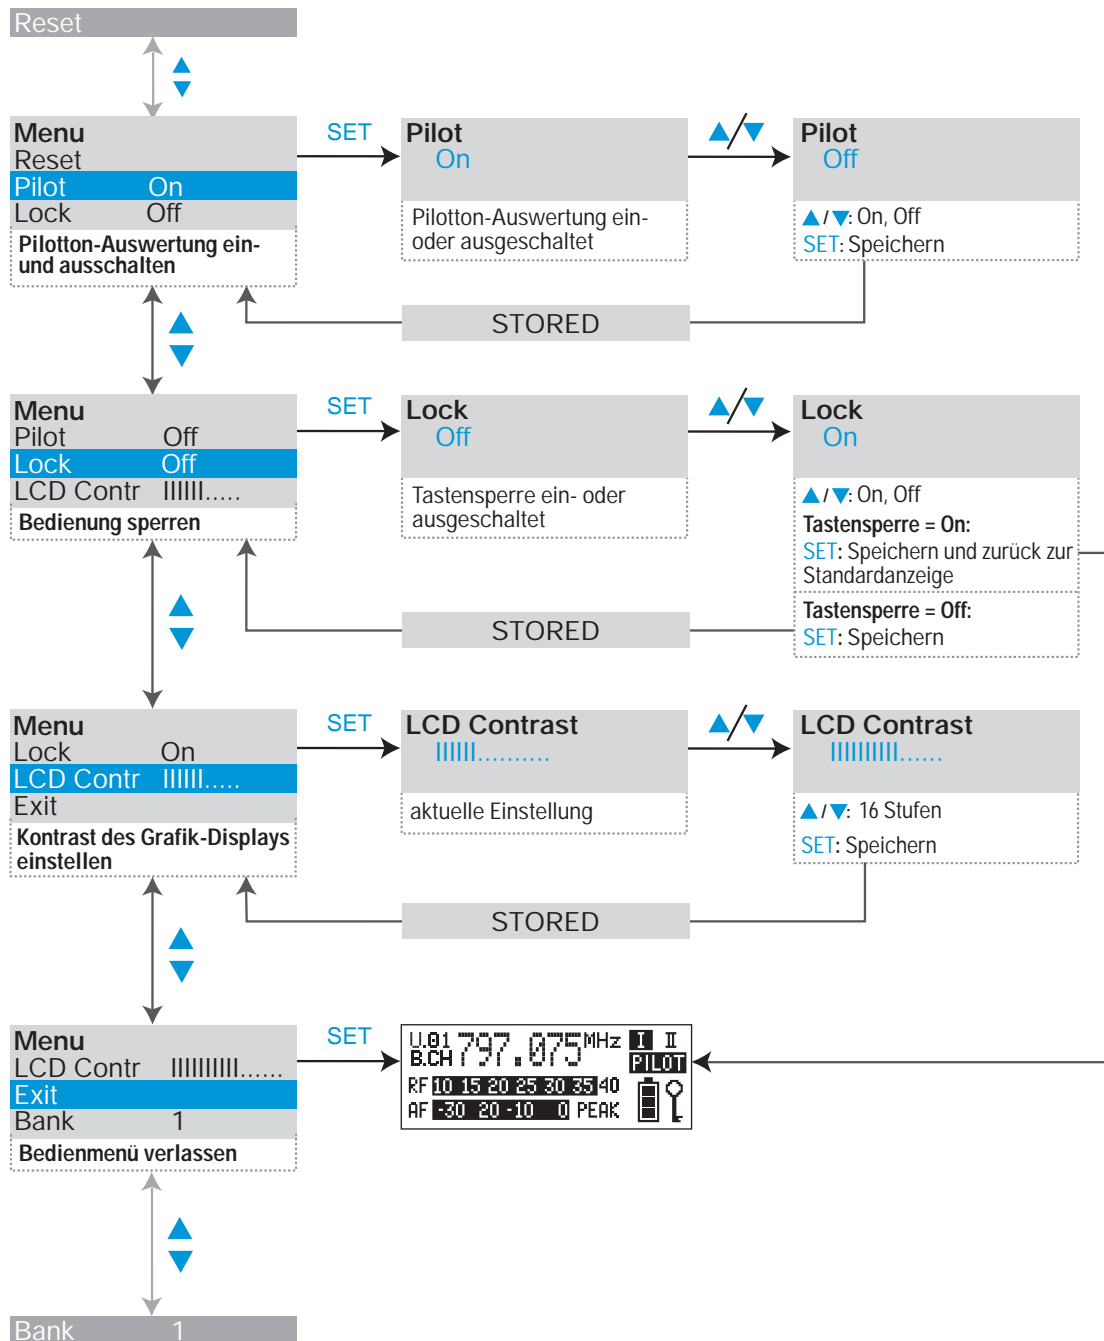 Reset
Menu
Reset
Pilot On
Lock Off
Pilotton-Auswertung ein-
und ausschalten
SET
Pilot
On
Pilotton-Auswertung ein-
oder ausgeschaltet
▲/▼
Pilot
Off
▲/▼: On, Off
SET: Speichern
STORED
Menu
Pilot Off
Lock Off
LCD Contr IIIIII.....
Bedienung sperren
SET
Lock
Off
Tastensperre ein- oder
ausgeschaltet
▲/▼
Lock
On
▲/▼: On, Off
Tastensperre = On:
SET: Speichern und zurück zur
Standardanzeige
Tastensperre = Off:
SET: Speichern
STORED
Menu
Lock On
LCD Contr IIIIII.....
Exit
Kontrast des Grafik-Displays
einstellen
SET
LCD Contrast
IIIIII..........
aktuelle Einstellung
▲/▼
LCD Contrast
IIIIIIIIII......
▲/▼: 16 Stufen
SET: Speichern
STORED
Menu
LCD Contr IIIIIIIIII......
Exit
Bank 1
Bedienmenü verlassen
SET
U.01 797.075 MHz I II
B.CH PILOT
RF 10 15 20 25 30 35 40
AF -30 20 -10 0 PEAK
Bank 1